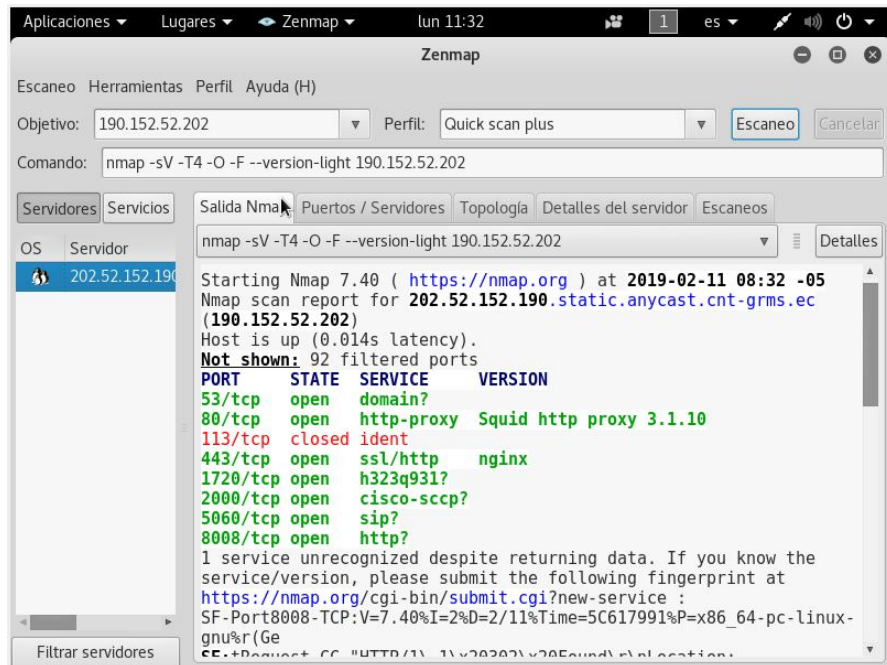 Aplicaciones Lugares Zenmap lun 11:32 1 es
Zenmap
Escaneo Herramientas Perfil Ayuda (H)
Objetivo: 190.152.52.202 Perfil: Quick scan plus Escaneo Cancelar
Comando: nmap -sV -T4 -O -F --version-light 190.152.52.202
Servidores Servicios
Salida Nmap Puertos / Servidores Topología Detalles del servidor Escaneos
OS Servidor
nmap -sV -T4 -O -F --version-light 190.152.52.202 Detalles
202.52.152.190
Starting Nmap 7.40 ( https://nmap.org ) at 2019-02-11 08:32 -05
Nmap scan report for 202.52.152.190.static.anycast.cnt-grms.ec
(190.152.52.202)
Host is up (0.014s latency).
Not shown: 92 filtered ports
PORT STATE SERVICE VERSION
53/tcp open domain?
80/tcp open http-proxy Squid http proxy 3.1.10
113/tcp closed ident
443/tcp open ssl/http nginx
1720/tcp open h323q931?
2000/tcp open cisco-sccp?
5060/tcp open sip?
8008/tcp open http?
1 service unrecognized despite returning data. If you know the
service/version, please submit the following fingerprint at
https://nmap.org/cgi-bin/submit.cgi?new-service :
SF-Port8008-TCP:V=7.40%I=2%D=2/11%Time=5C617991%P=x86_64-pc-linux-
gnu%r(Ge
Filtrar servidores